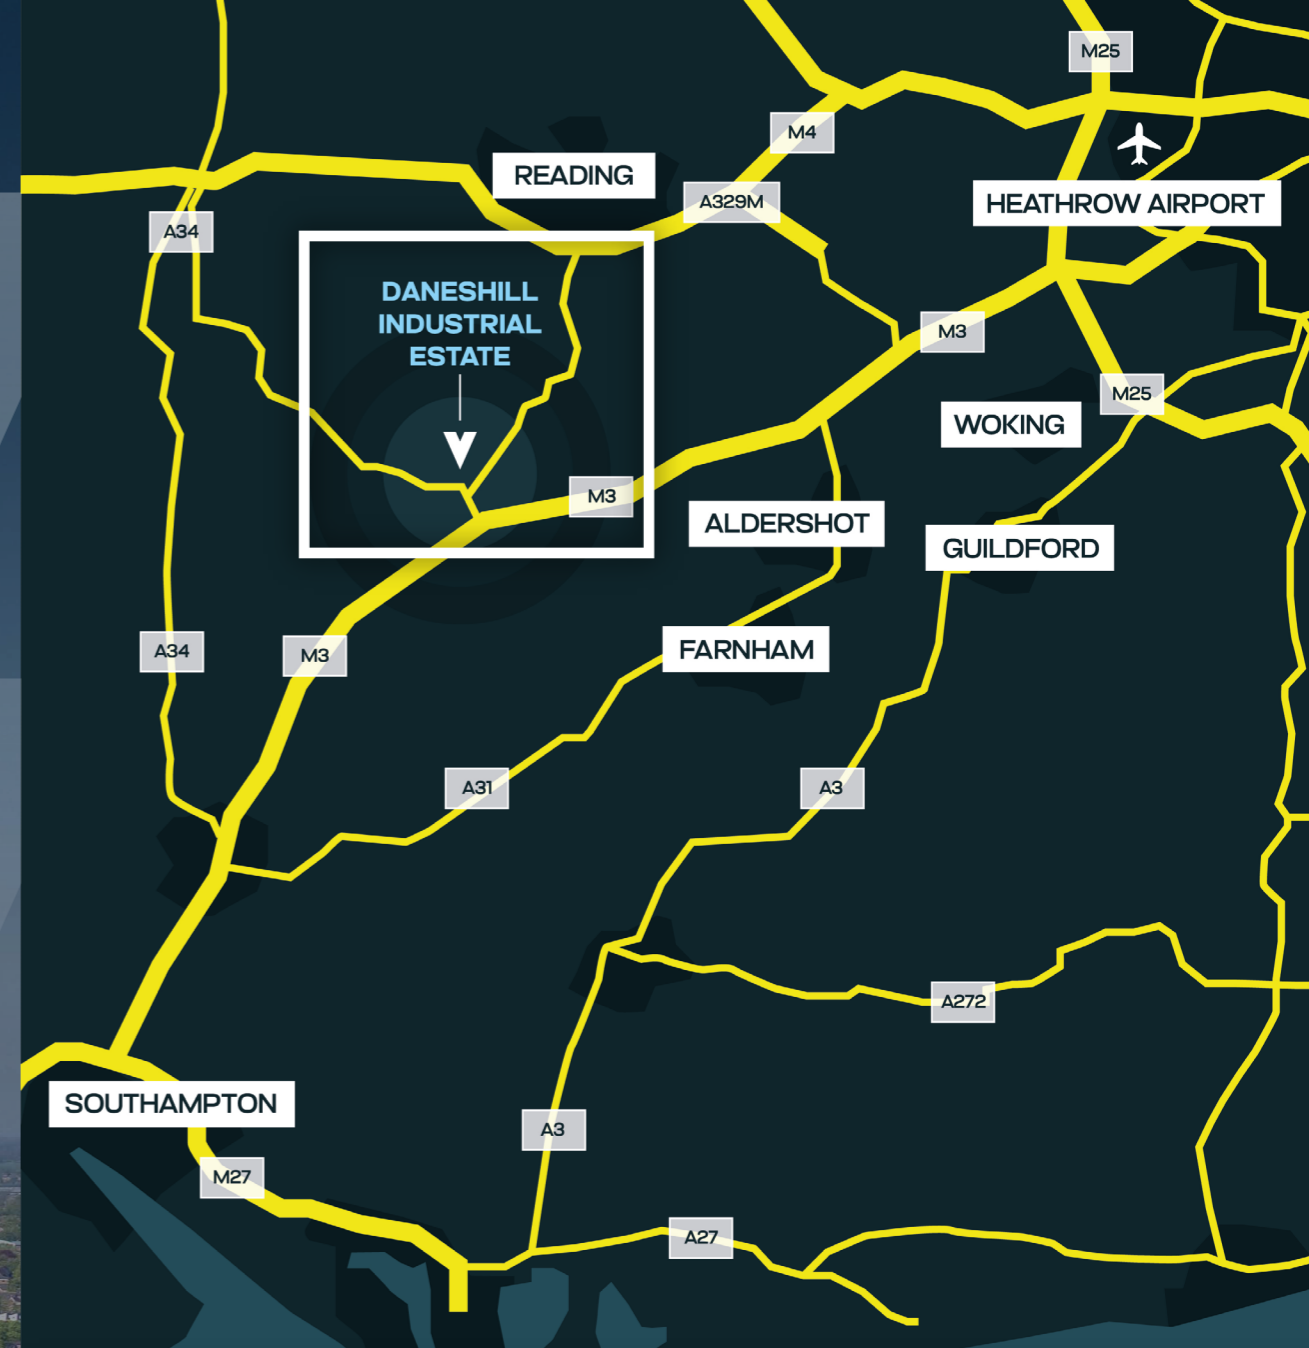 M25
M4
READING
A329M
HEATHROW AIRPORT
A34
DANESHILL
INDUSTRIAL
ESTATE
M3
M25
WOKING
M3
ALDERSHOT
GUILDFORD
A34
M3
FARNHAM
A31
A3
A272
SOUTHAMPTON
A3
M27
A27